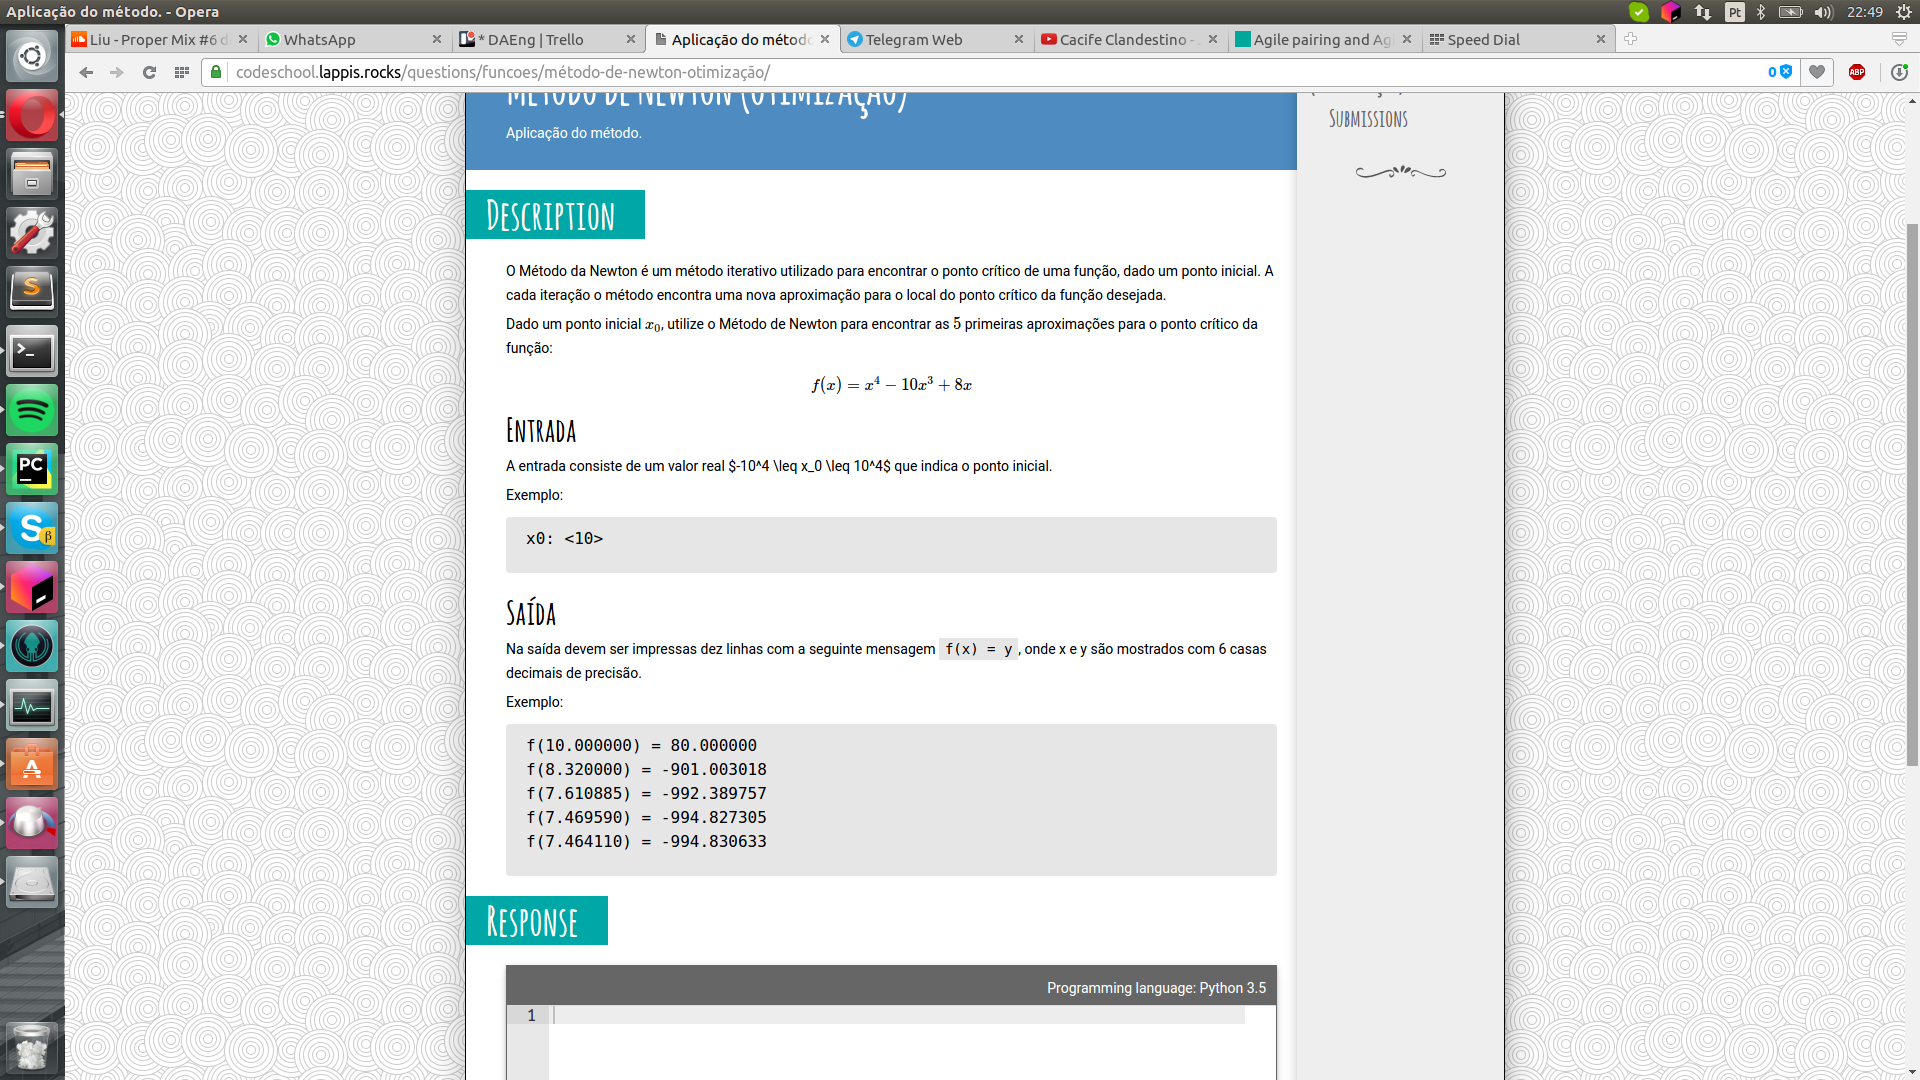 Aplicação do método. - Opera
Pt
22:49
Liu - Proper Mix #6 d
WhatsApp
* DAEng | Trello
Aplicação do método
Telegram Web
Cacife Clandestino -
Agile pairing and Ag
Speed Dial
codeschool.lappis.rocks/questions/funcoes/método-de-newton-otimização/
0
ABP
Método de Newton (otimização)
Aplicação do método.
Submissions
Description
O Método da Newton é um método iterativo utilizado para encontrar o ponto crítico de uma função, dado um ponto inicial. A
cada iteração o método encontra uma nova aproximação para o local do ponto crítico da função desejada.
Dado um ponto inicial x₀, utilize o Método de Newton para encontrar as 5 primeiras aproximações para o ponto crítico da
função:
f(x) = x⁴ − 10x³ + 8x
Entrada
A entrada consiste de um valor real $-10^4 \leq x_0 \leq 10^4$ que indica o ponto inicial.
Exemplo:
x0: <10>
Saída
Na saída devem ser impressas dez linhas com a seguinte mensagem f(x) = y, onde x e y são mostrados com 6 casas
decimais de precisão.
Exemplo:
f(10.000000) = 80.000000
f(8.320000) = -901.003018
f(7.610885) = -992.389757
f(7.469590) = -994.827305
f(7.464110) = -994.830633
Response
Programming language: Python 3.5
1